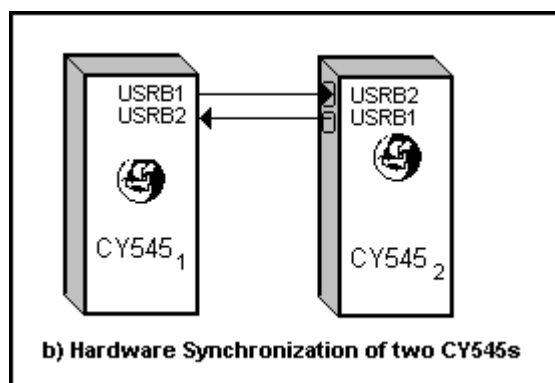 USRB1
USRB2
CY545 1
USRB2
USRB1
CY545 2
b) Hardware Synchronization of two CY545s